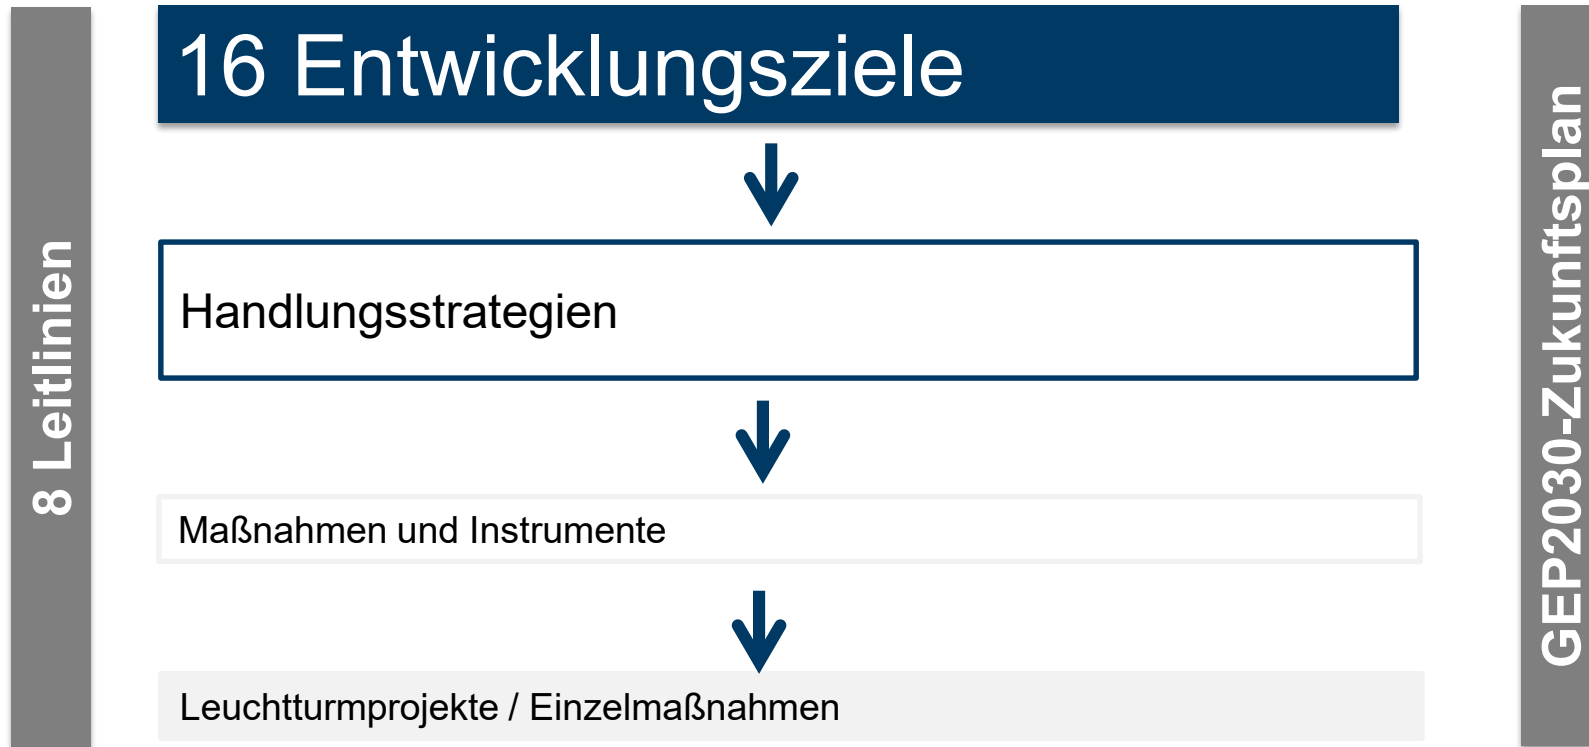 8 Leitlinien
16 Entwicklungsziele
Handlungsstrategien
Maßnahmen und Instrumente
Leuchtturmprojekte / Einzelmaßnahmen
GEP2030-Zukunftsplan